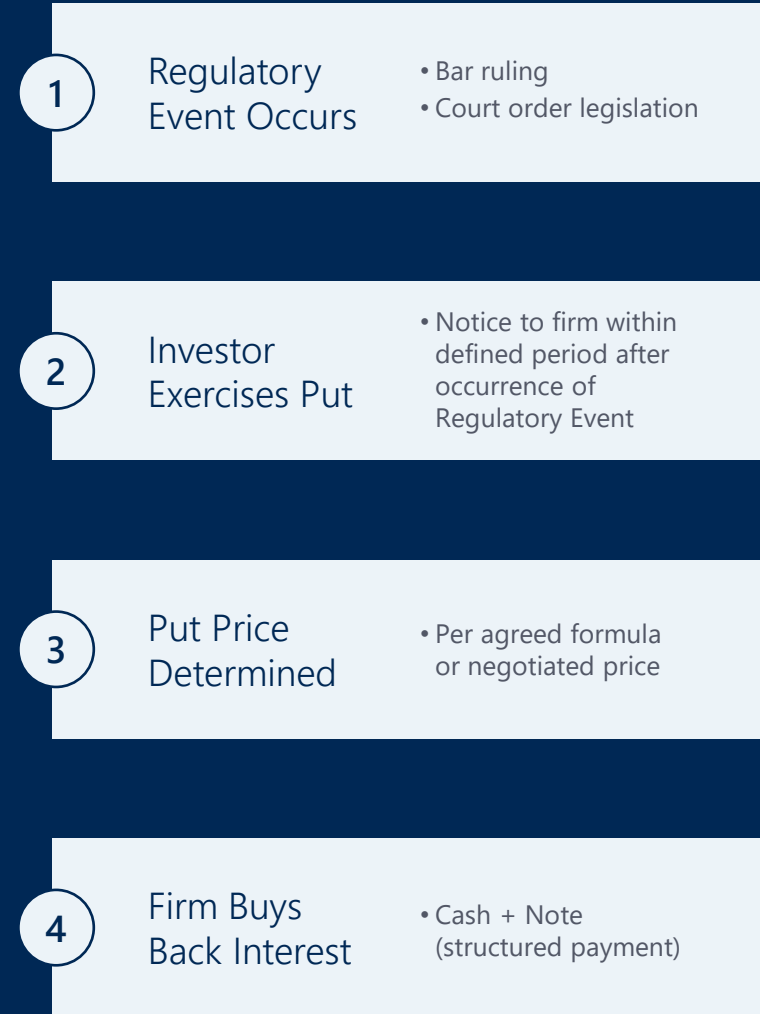 1
Regulatory
Event Occurs
• Bar ruling
• Court order legislation
2
Investor
Exercises Put
• Notice to firm within
defined period after
occurrence of
Regulatory Event
3
Put Price
Determined
• Per agreed formula
or negotiated price
4
Firm Buys
Back Interest
• Cash + Note
(structured payment)